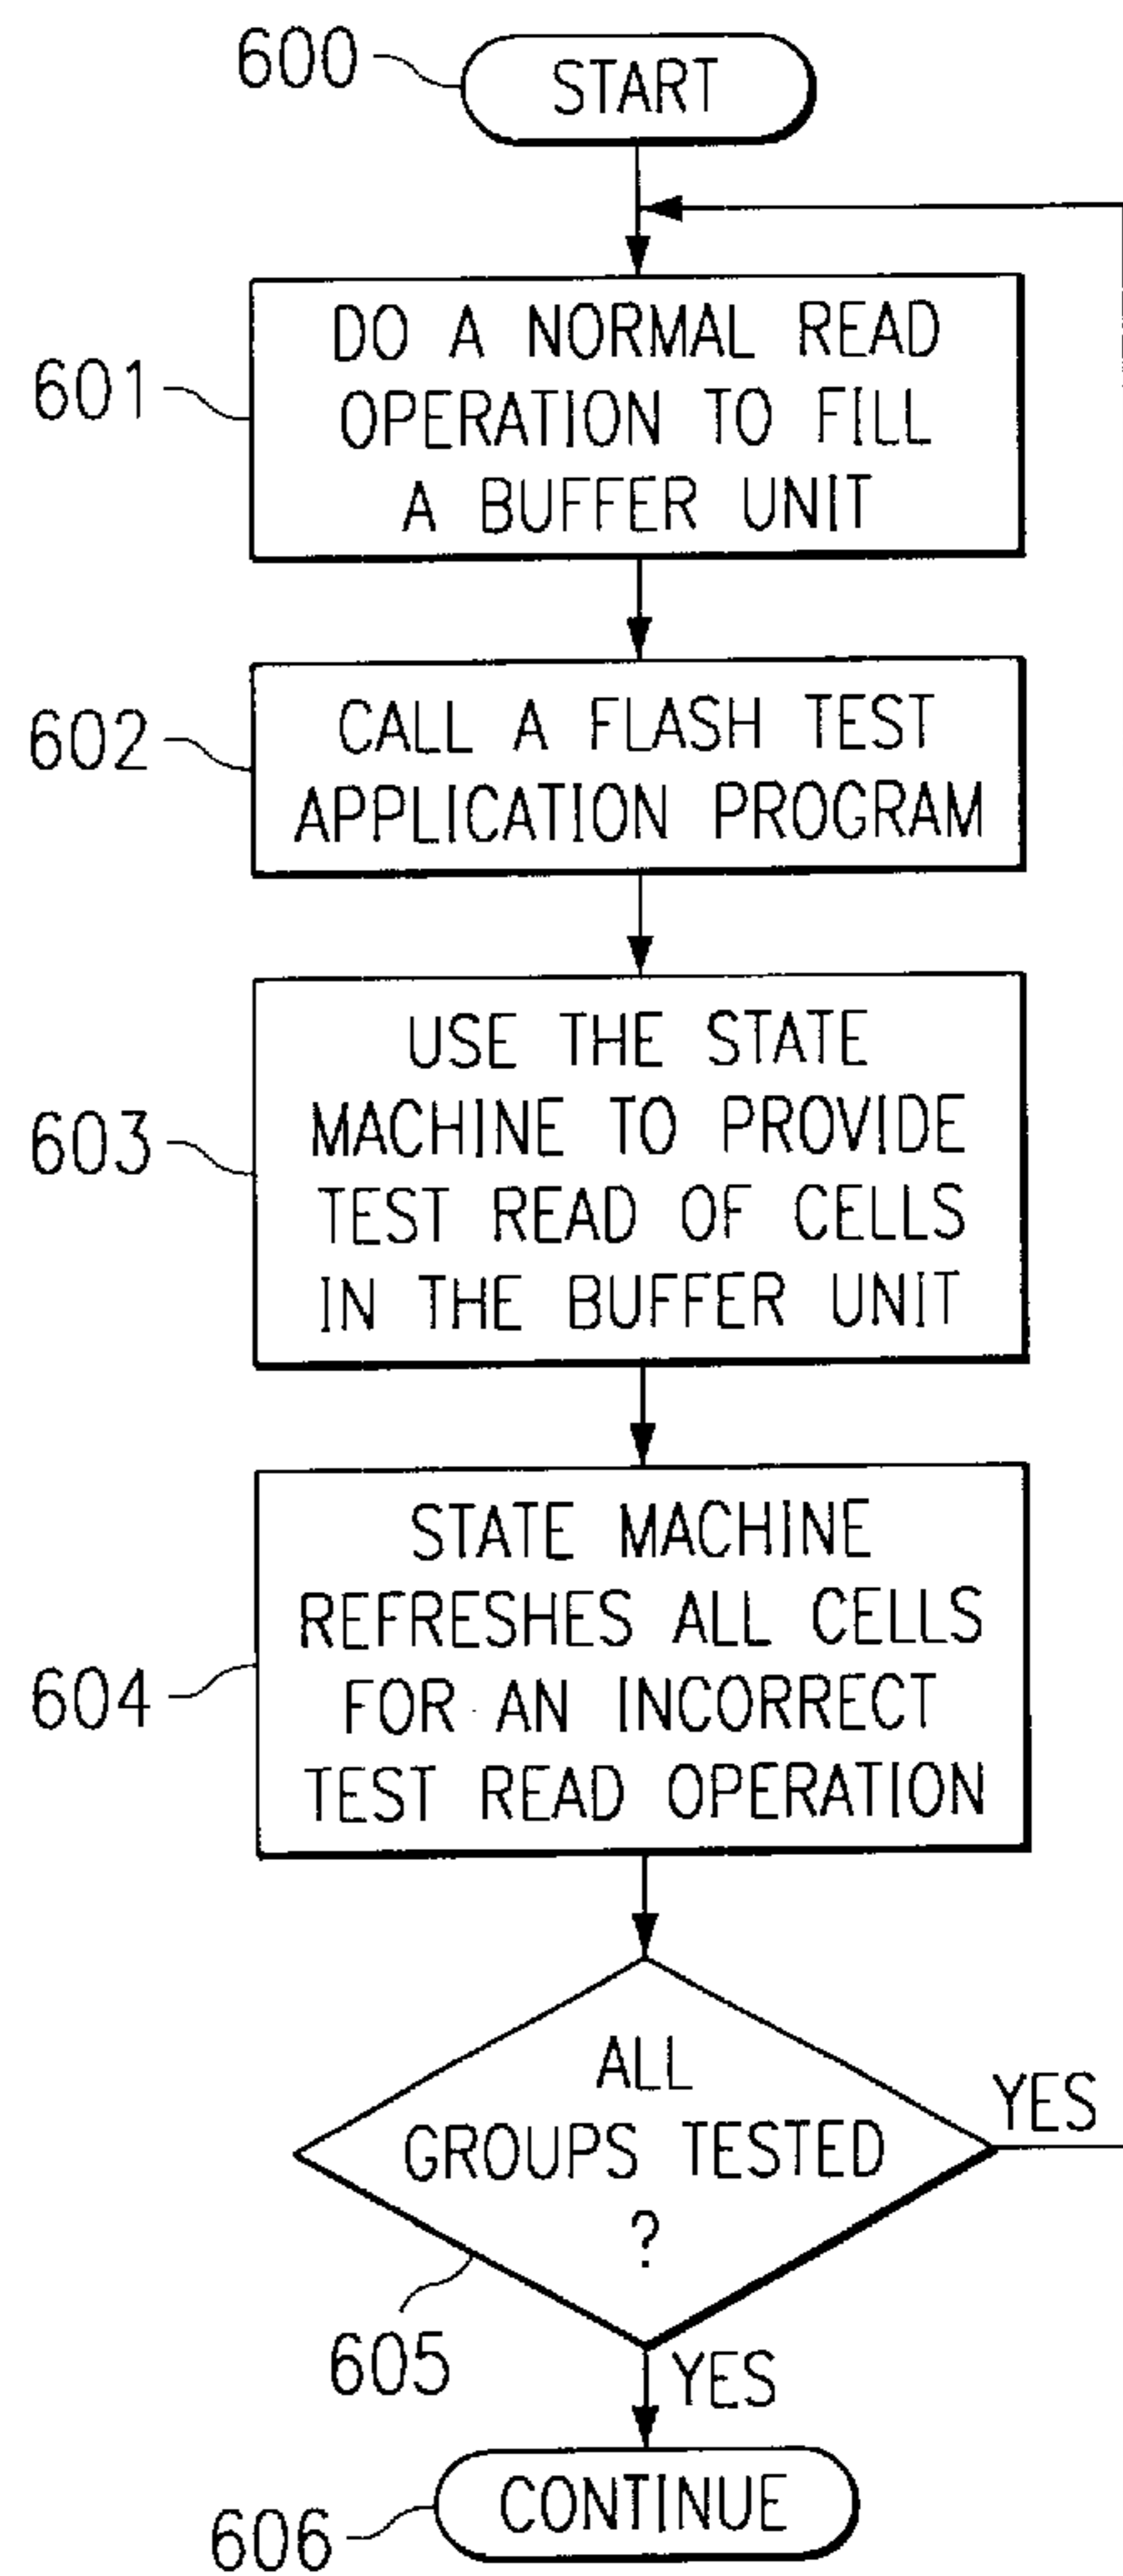 600
START
601
DO A NORMAL READ
OPERATION TO FILL
A BUFFER UNIT
602
CALL A FLASH TEST
APPLICATION PROGRAM
603
USE THE STATE
MACHINE TO PROVIDE
TEST READ OF CELLS
IN THE BUFFER UNIT
604
STATE MACHINE
REFRESHES ALL CELLS
FOR AN INCORRECT
TEST READ OPERATION
ALL
GROUPS TESTED
?
YES
605
YES
606
CONTINUE